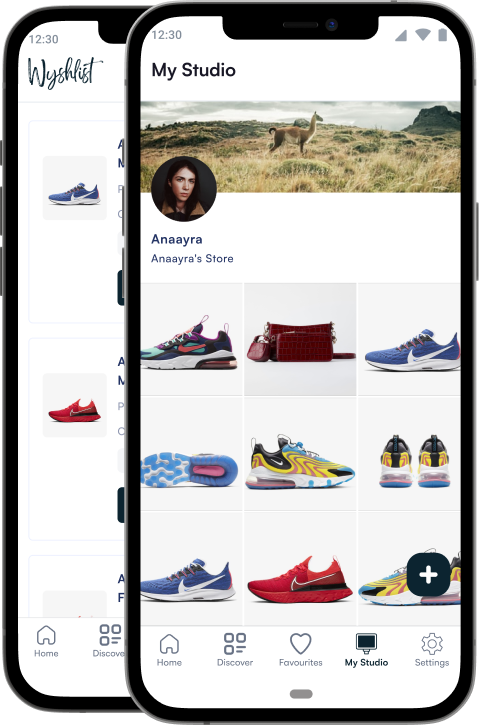 12:30
Wyshlist
A
M
P
C
A
M
P
C
A
F
Home
Discove
12:30
My Studio
Anaayra
Anaayra's Store
Home
Discover
Favourites
My Studio
Settings